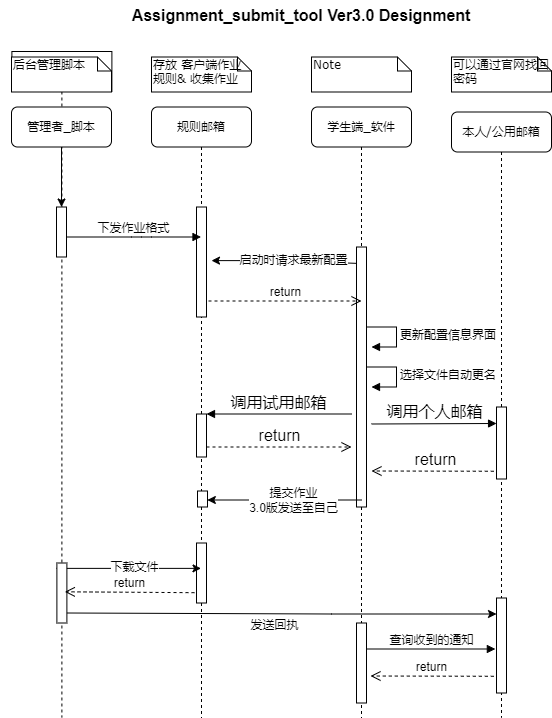 Assignment_submit_tool Ver3.0 Designment
后台管理脚本
存放 客户端作业
规则& 收集作业
Note
可以通过官网找回
密码
管理者_脚本
规则邮箱
学生端_软件
本人/公用邮箱
下发作业格式
启动时请求最新配置
return
更新配置信息界面
选择文件自动更名
调用试用邮箱
调用个人邮箱
return
return
提交作业
3.0版发送至自己
下载文件
return
发送回执
查询收到的通知
return